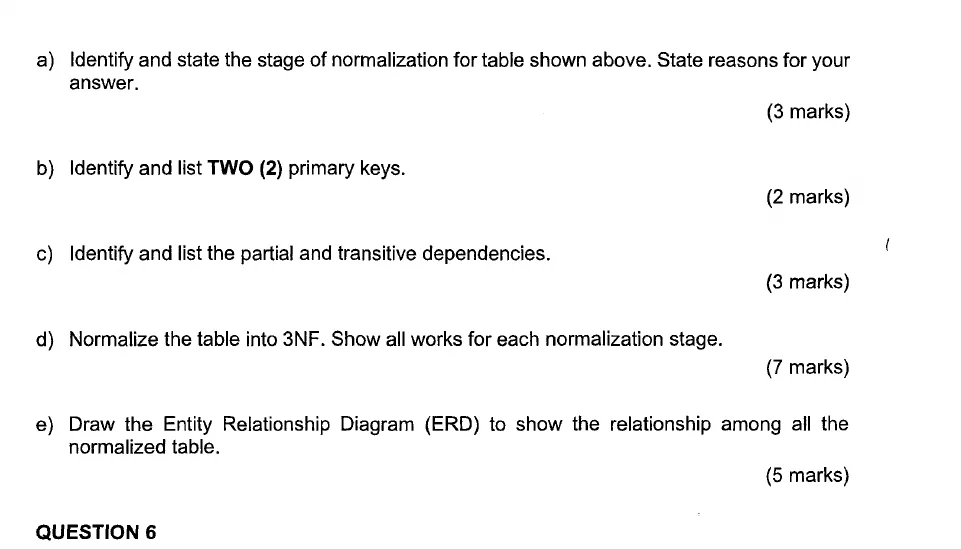 a) Identify and state the stage of normalization for table shown above. State reasons for your
answer.
(3 marks)
b) Identify and list TWO (2) primary keys.
(2 marks)
c) Identify and list the partial and transitive dependencies.
(3 marks)
d) Normalize the table into 3NF. Show all works for each normalization stage.
(7 marks)
e) Draw the Entity Relationship Diagram (ERD) to show the relationship among all the
normalized table.
(5 marks)
QUESTION 6